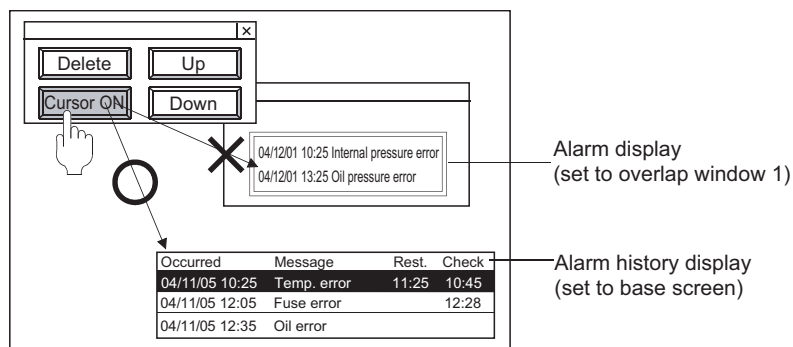 ×
Delete Up
Cursor ON Down
04/12/01 10:25 Internal pressure error
04/12/01 13:25 Oil pressure error
Alarm display
(set to overlap window 1)
Occurred Message Rest. Check
04/11/05 10:25 Temp. error 11:25 10:45
04/11/05 12:05 Fuse error 12:28
04/11/05 12:35 Oil error
Alarm history display
(set to base screen)